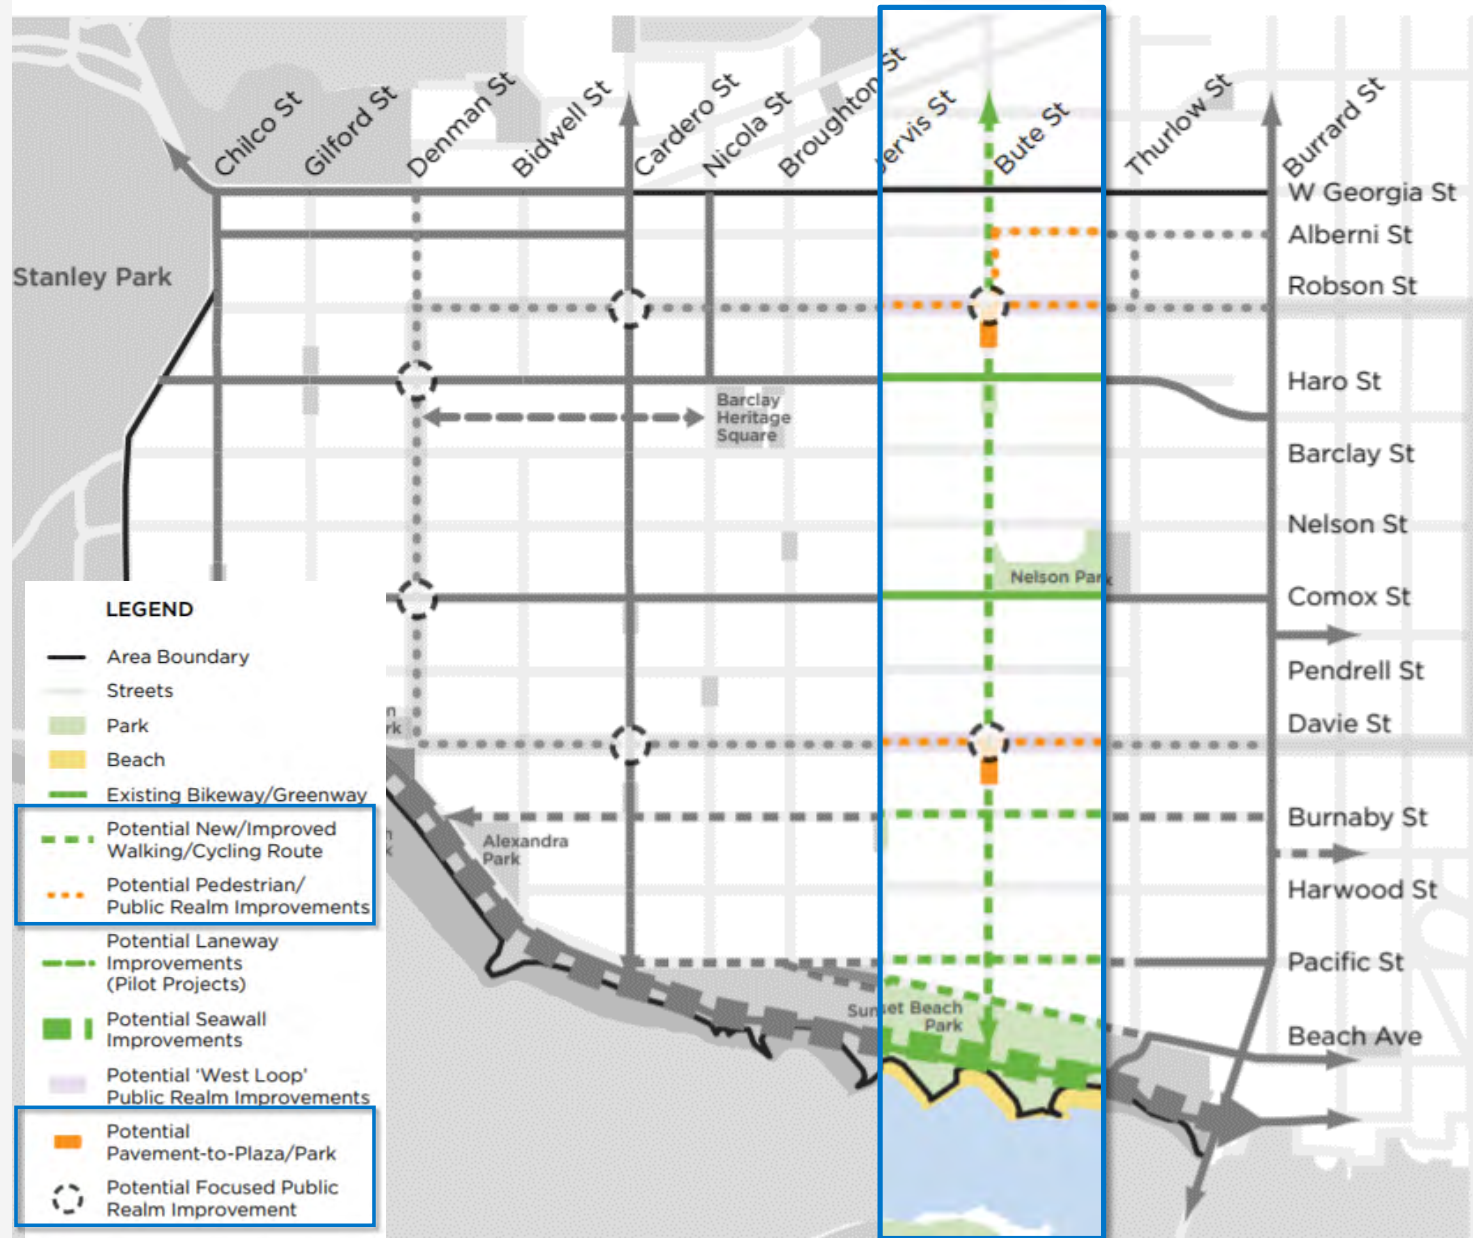 Chilco St
Gilford St
Denman St
Bidwell St
Cardero St
Nicola St
Broughton St
Jervis St
Bute St
Thurlow St
Burrard St
W Georgia St
Alberni St
Stanley Park
Robson St
Haro St
Barclay
Heritage
Square
Barclay St
Nelson St
Nelson Park
Comox St
Pendrell St
Davie St
Burnaby St
Alexandra
Park
Harwood St
Pacific St
Sunset Beach
Park
Beach Ave
LEGEND
Area Boundary
Streets
Park
Beach
Existing Bikeway/Greenway
Potential New/Improved
Walking/Cycling Route
Potential Pedestrian/
Public Realm Improvements
Potential Laneway
Improvements
(Pilot Projects)
Potential Seawall
Improvements
Potential ‘West Loop’
Public Realm Improvements
Potential
Pavement-to-Plaza/Park
Potential Focused Public
Realm Improvement